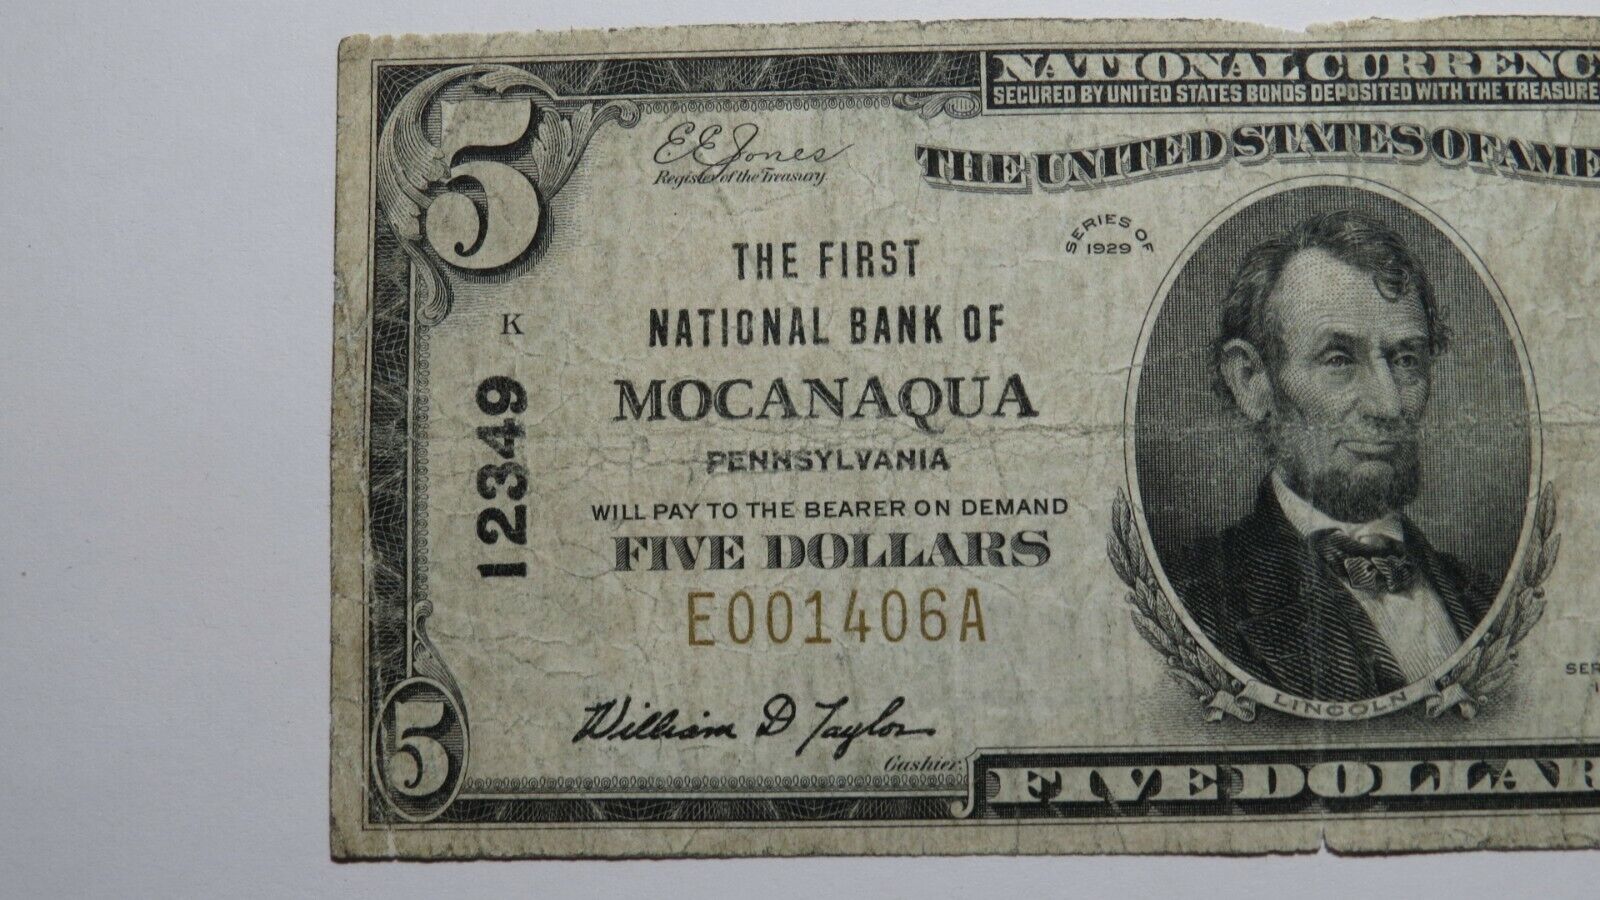 5
NATIONAL CURRENC
SECURED BY UNITED STATES BONDS DEPOSITED WITH THE TREASURE
E E Jones
Register of the Treasury.
THE UNITED STATES OF AME
SERIES OF
1929
THE FIRST
NATIONAL BANK OF
K
MOCANAQUA
12349
PENNSYLVANIA
WILL PAY TO THE BEARER ON DEMAND
FIVE DOLLARS
E001406A
SER
1
LINCOLN
William D Taylor
Cashier.
5
FIVE DOLLAR